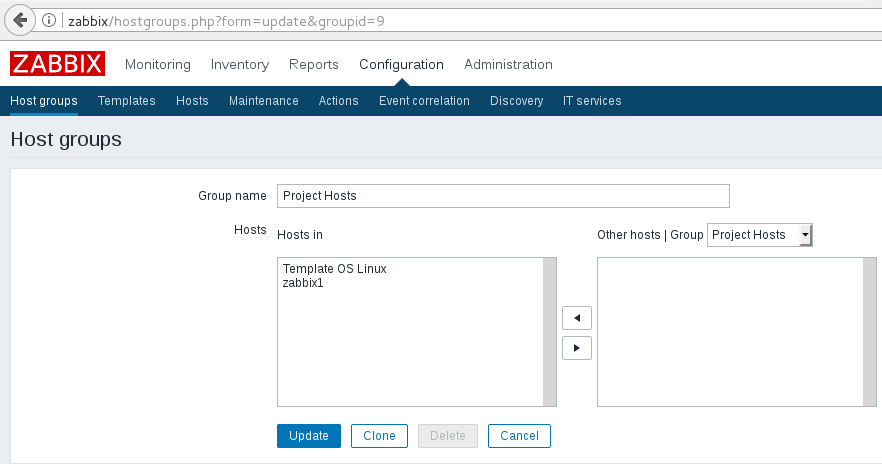 zabbix/hostgroups.php?form=update&groupid=9
ZABBIX Monitoring Inventory Reports Configuration Administration
Host groups Templates Hosts Maintenance Actions Event correlation Discovery IT services
Host groups
Group name Project Hosts
Hosts Hosts in Other hosts | Group Project Hosts
Template OS Linux
zabbix1
Update Clone Delete Cancel